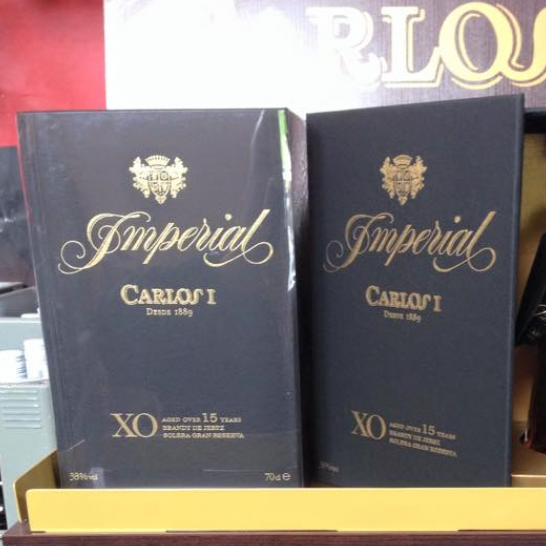 CARLOS
Imperial
CARLOS I
DESDE 1889
XO
AGED OVER 15 YEARS
BRANDY DE JEREZ
SOLERA GRAN RESERVA
38%vol
70cl e
Imperial
CARLOS I
DESDE 1889
XO
AGED OVER 15 YEARS
BRANDY DE JEREZ
SOLERA GRAN RESERVA